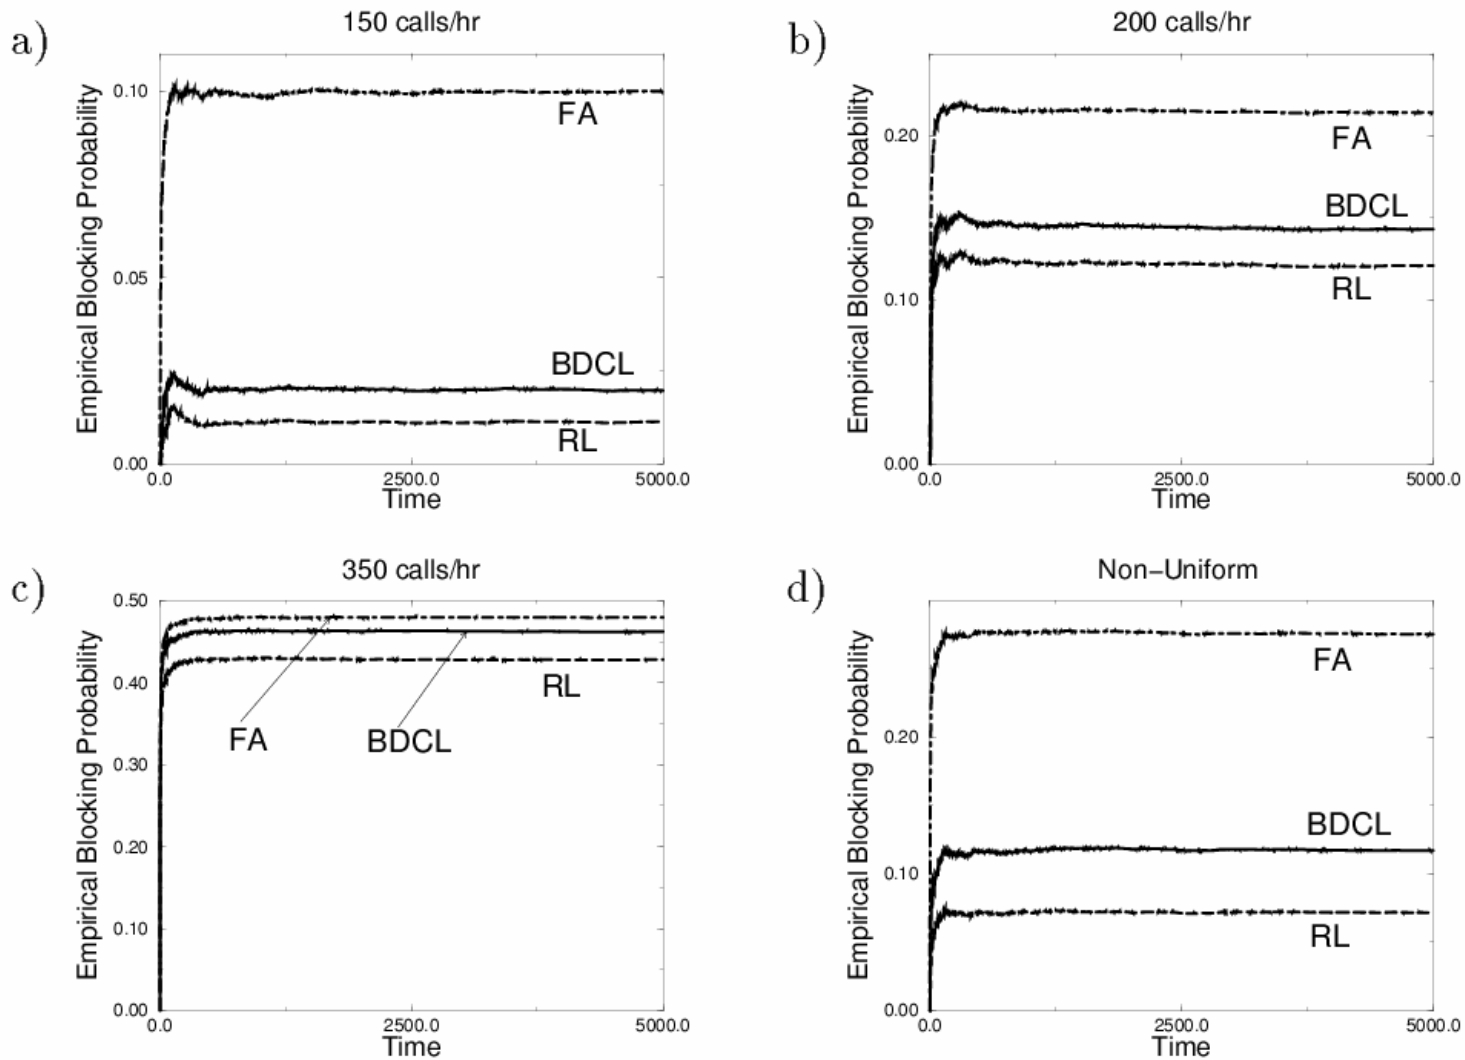 a)
150 calls/hr
Empirical Blocking Probability
0.10
0.05
0.00
FA
BDCL
RL
0.0
2500.0
5000.0
Time
b)
200 calls/hr
Empirical Blocking Probability
0.20
0.10
0.00
FA
BDCL
RL
0.0
2500.0
5000.0
Time
c)
350 calls/hr
Empirical Blocking Probability
0.50
0.40
0.30
0.20
0.10
0.00
RL
FA
BDCL
0.0
2500.0
5000.0
Time
d)
Non−Uniform
Empirical Blocking Probability
0.20
0.10
0.00
FA
BDCL
RL
0.0
2500.0
5000.0
Time